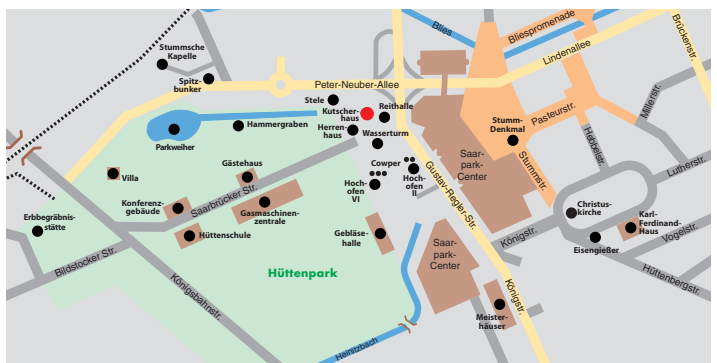 Bliespromenade
Blies
Brückenstr.
Lindenallee
Stummsche
Kapelle
Spitz-
bunker
Peter-Neuber-Allee
Stele
Kutscher-
haus
Reithalle
Herren-
haus
Wasserturm
Hammergraben
Parkweiher
Stumm-
Denkmal
Pasteurstr.
Millerstr.
Hebbelstr.
Lutherstr.
Saar-
park-
Center
Stummstr.
Gästehaus
Villa
Cowper
Hoch-
ofen
VI
Hoch-
ofen
II
Gustav-Regler-Str.
Saarbrücker Str.
Konferenz-
gebäude
Gasmaschinen-
zentrale
Hüttenschule
Erbbegräbnis-
stätte
Bildstocker Str.
Königsbahnstr.
Gebläse-
halle
Hüttenpark
Saar-
park-
Center
Königstr.
Christus-
kirche
Karl-
Ferdinand-
Haus
Eisengießer
Vogelstr.
Hüttenbergstr.
Königstr.
Meister-
häuser
Heinitzbach